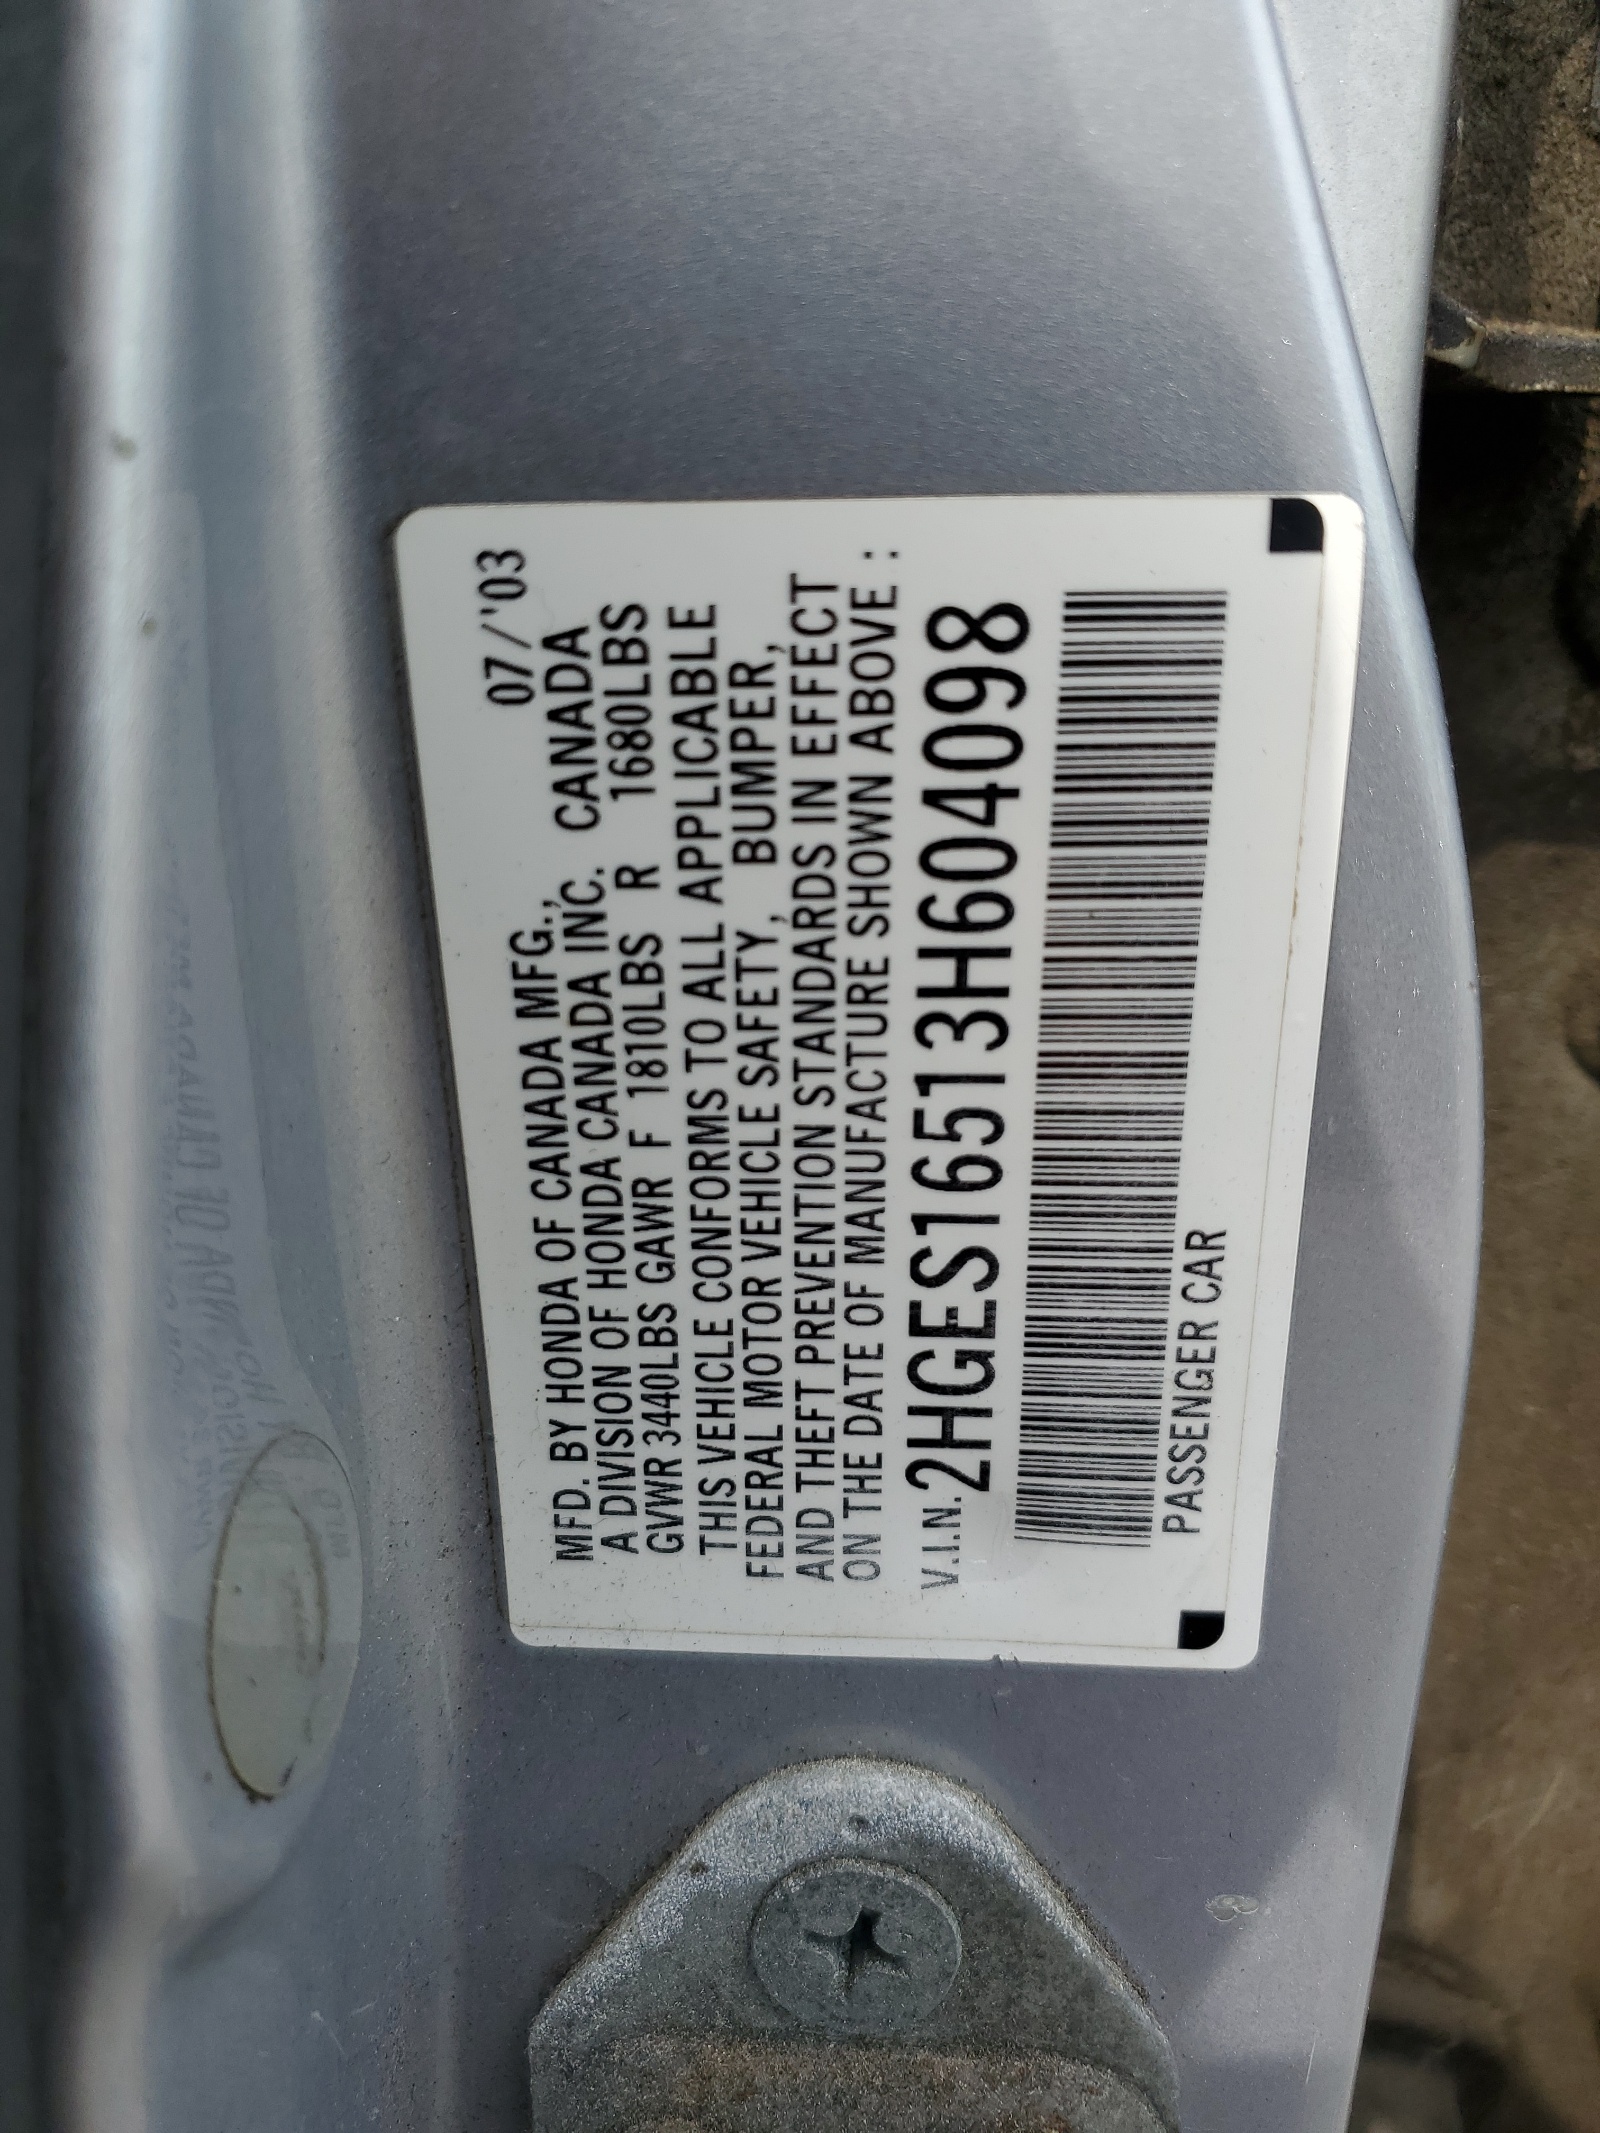 07/'03
MFD. BY HONDA OF CANADA MFG.,
A DIVISION OF HONDA CANADA INC. CANADA
GVWR 3440LBS GAWR F 1810LBS R 1680LBS
THIS VEHICLE CONFORMS TO ALL APPLICABLE
FEDERAL MOTOR VEHICLE SAFETY, BUMPER,
AND THEFT PREVENTION STANDARDS IN EFFECT
ON THE DATE OF MANUFACTURE SHOWN ABOVE :
V.I.N. 2HGES16513H604098
PASSENGER CAR